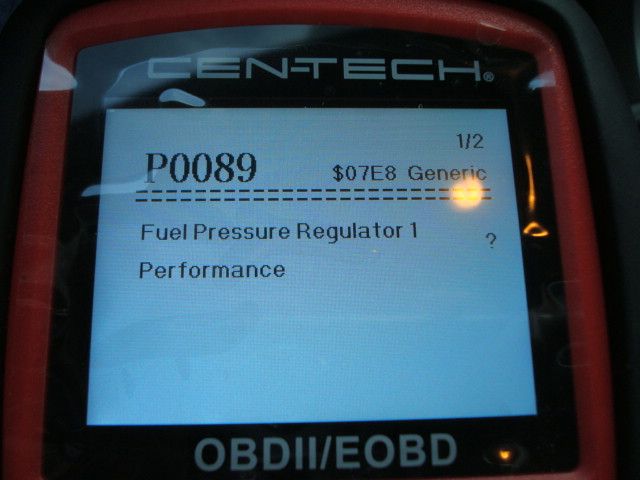 CEN-TECH®
1/2
P0089 $07E8 Generic
Fuel Pressure Regulator 1
?
Performance
OBDII/EOBD